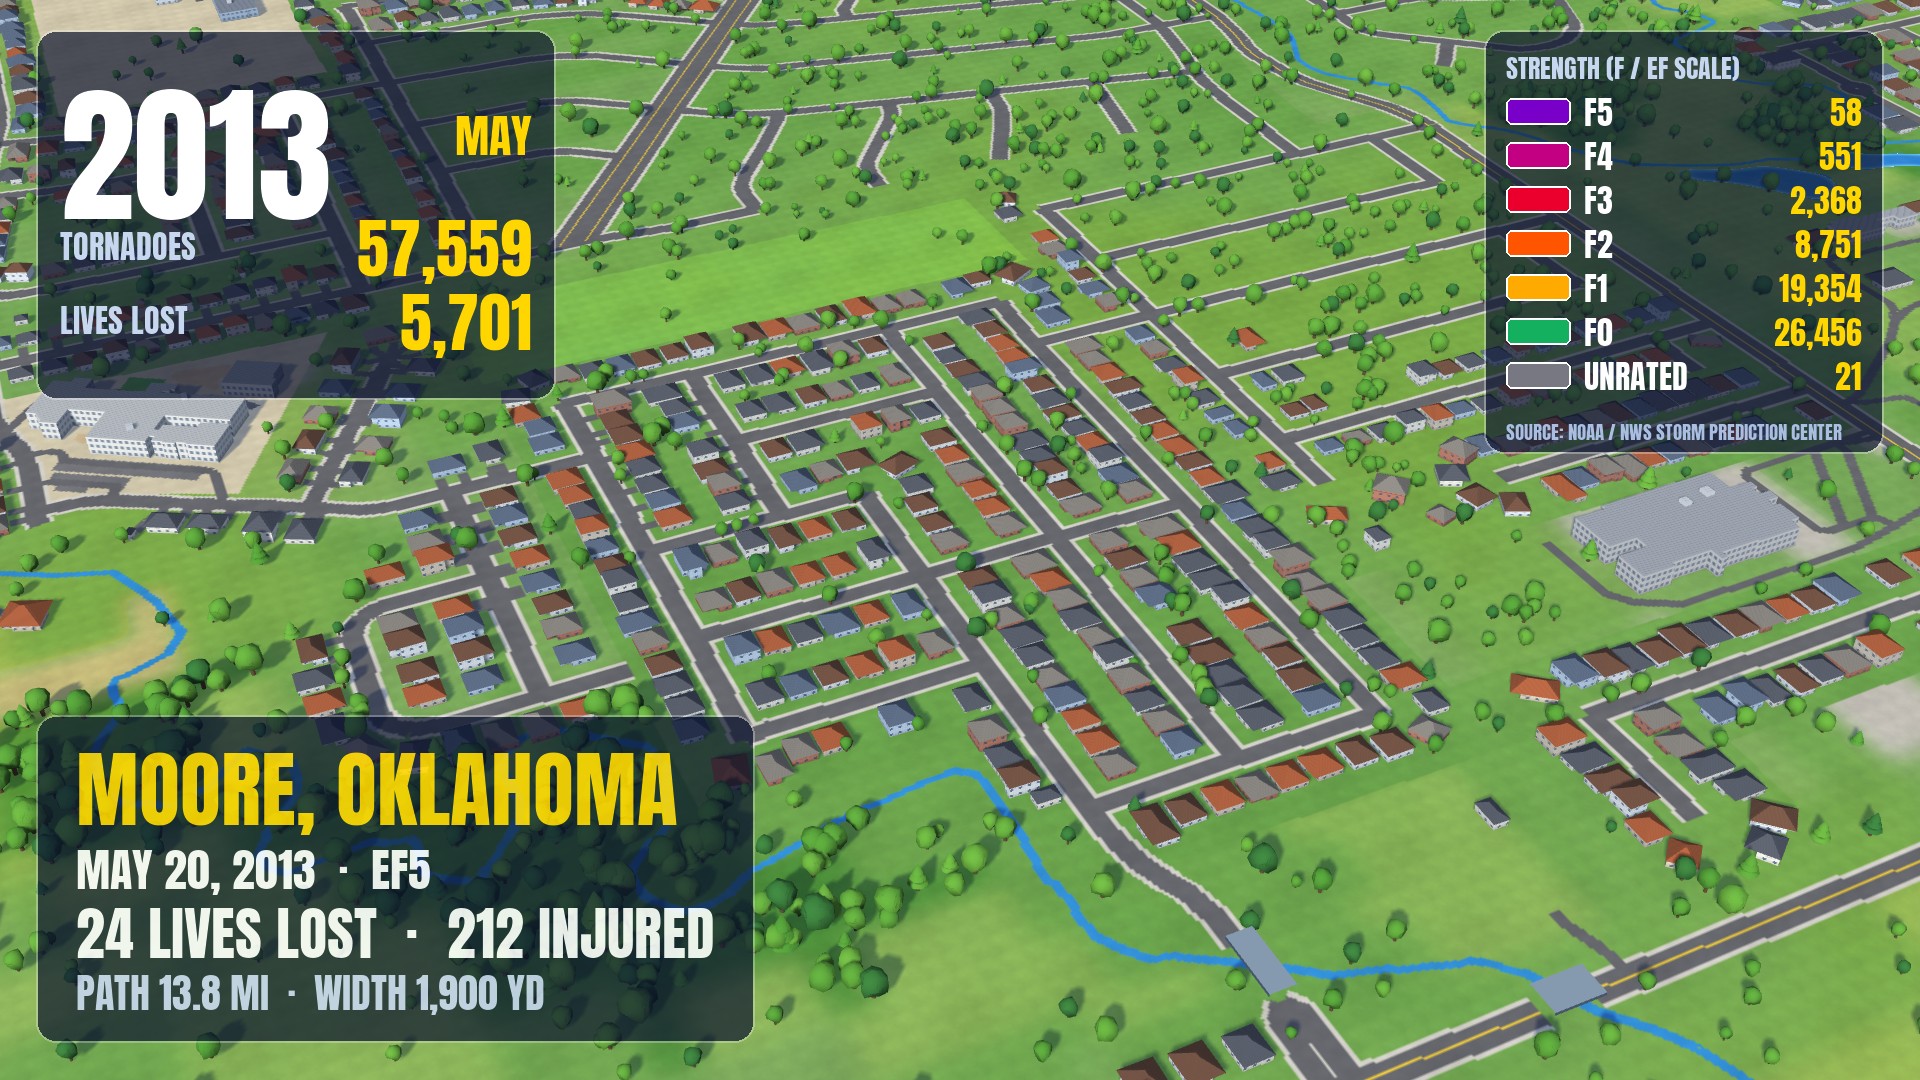 2013
MAY
TORNADOES 57,559
LIVES LOST 5,701
STRENGTH (F / EF SCALE)
F5 58
F4 551
F3 2,368
F2 8,751
F1 19,354
F0 26,456
UNRATED 21
SOURCE: NOAA / NWS STORM PREDICTION CENTER
MOORE, OKLAHOMA
MAY 20, 2013 · EF5
24 LIVES LOST · 212 INJURED
PATH 13.8 MI · WIDTH 1,900 YD